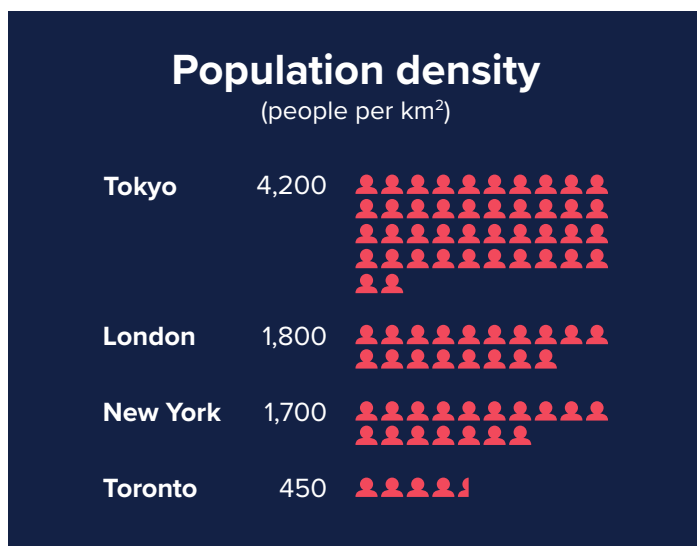 Population density
(people per km²)
Tokyo 4,200
London 1,800
New York 1,700
Toronto 450